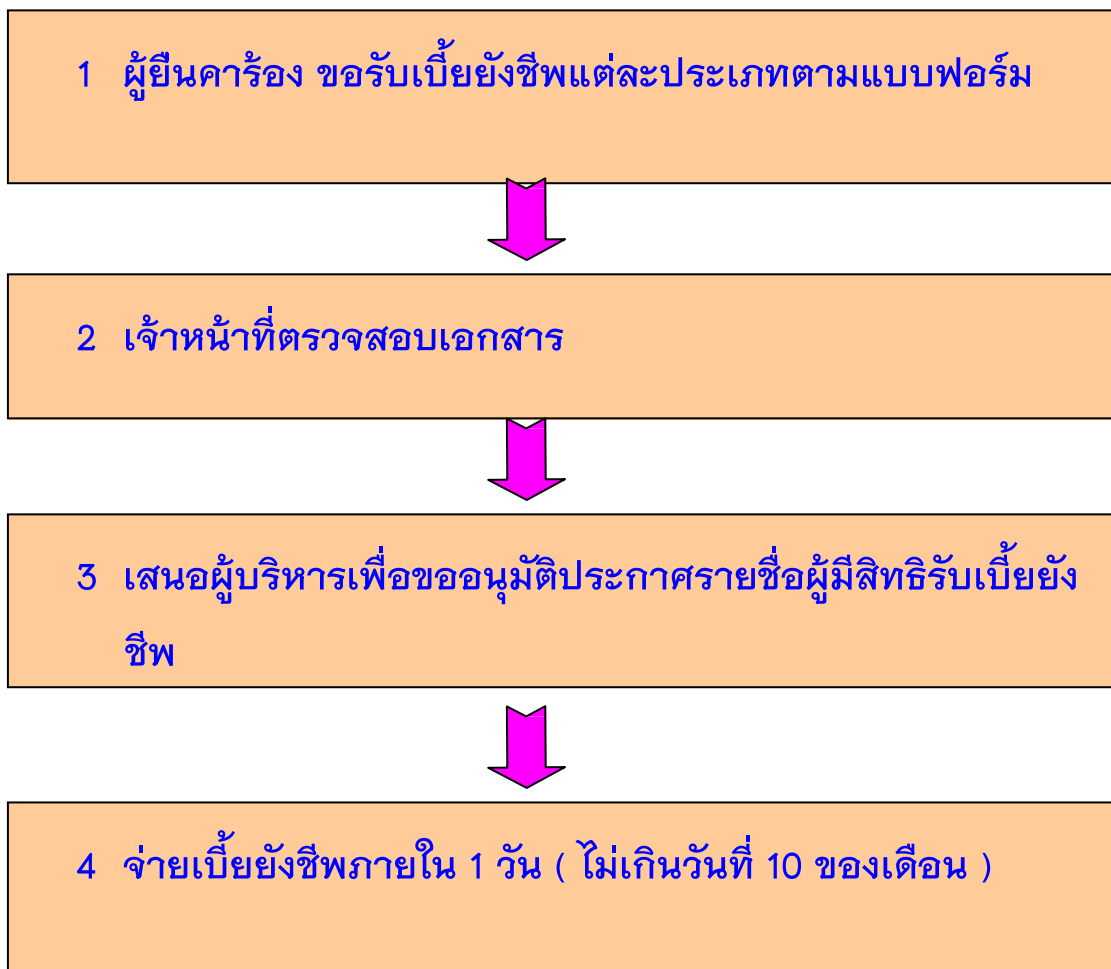 1 ผู้ยืนคาร้อง ขอรับเบี้ยยังชีพแต่ละประเภทตามแบบฟอร์ม
2 เจ้าหน้าที่ตรวจสอบเอกสาร
3 เสนอผู้บริหารเพื่อขออนุมัติประกาศรายชื่อผู้มีสิทธิรับเบี้ยยัง
ชีพ
4 จ่ายเบี้ยยังชีพภายใน 1 วัน ( ไม่เกินวันที่ 10 ของเดือน )